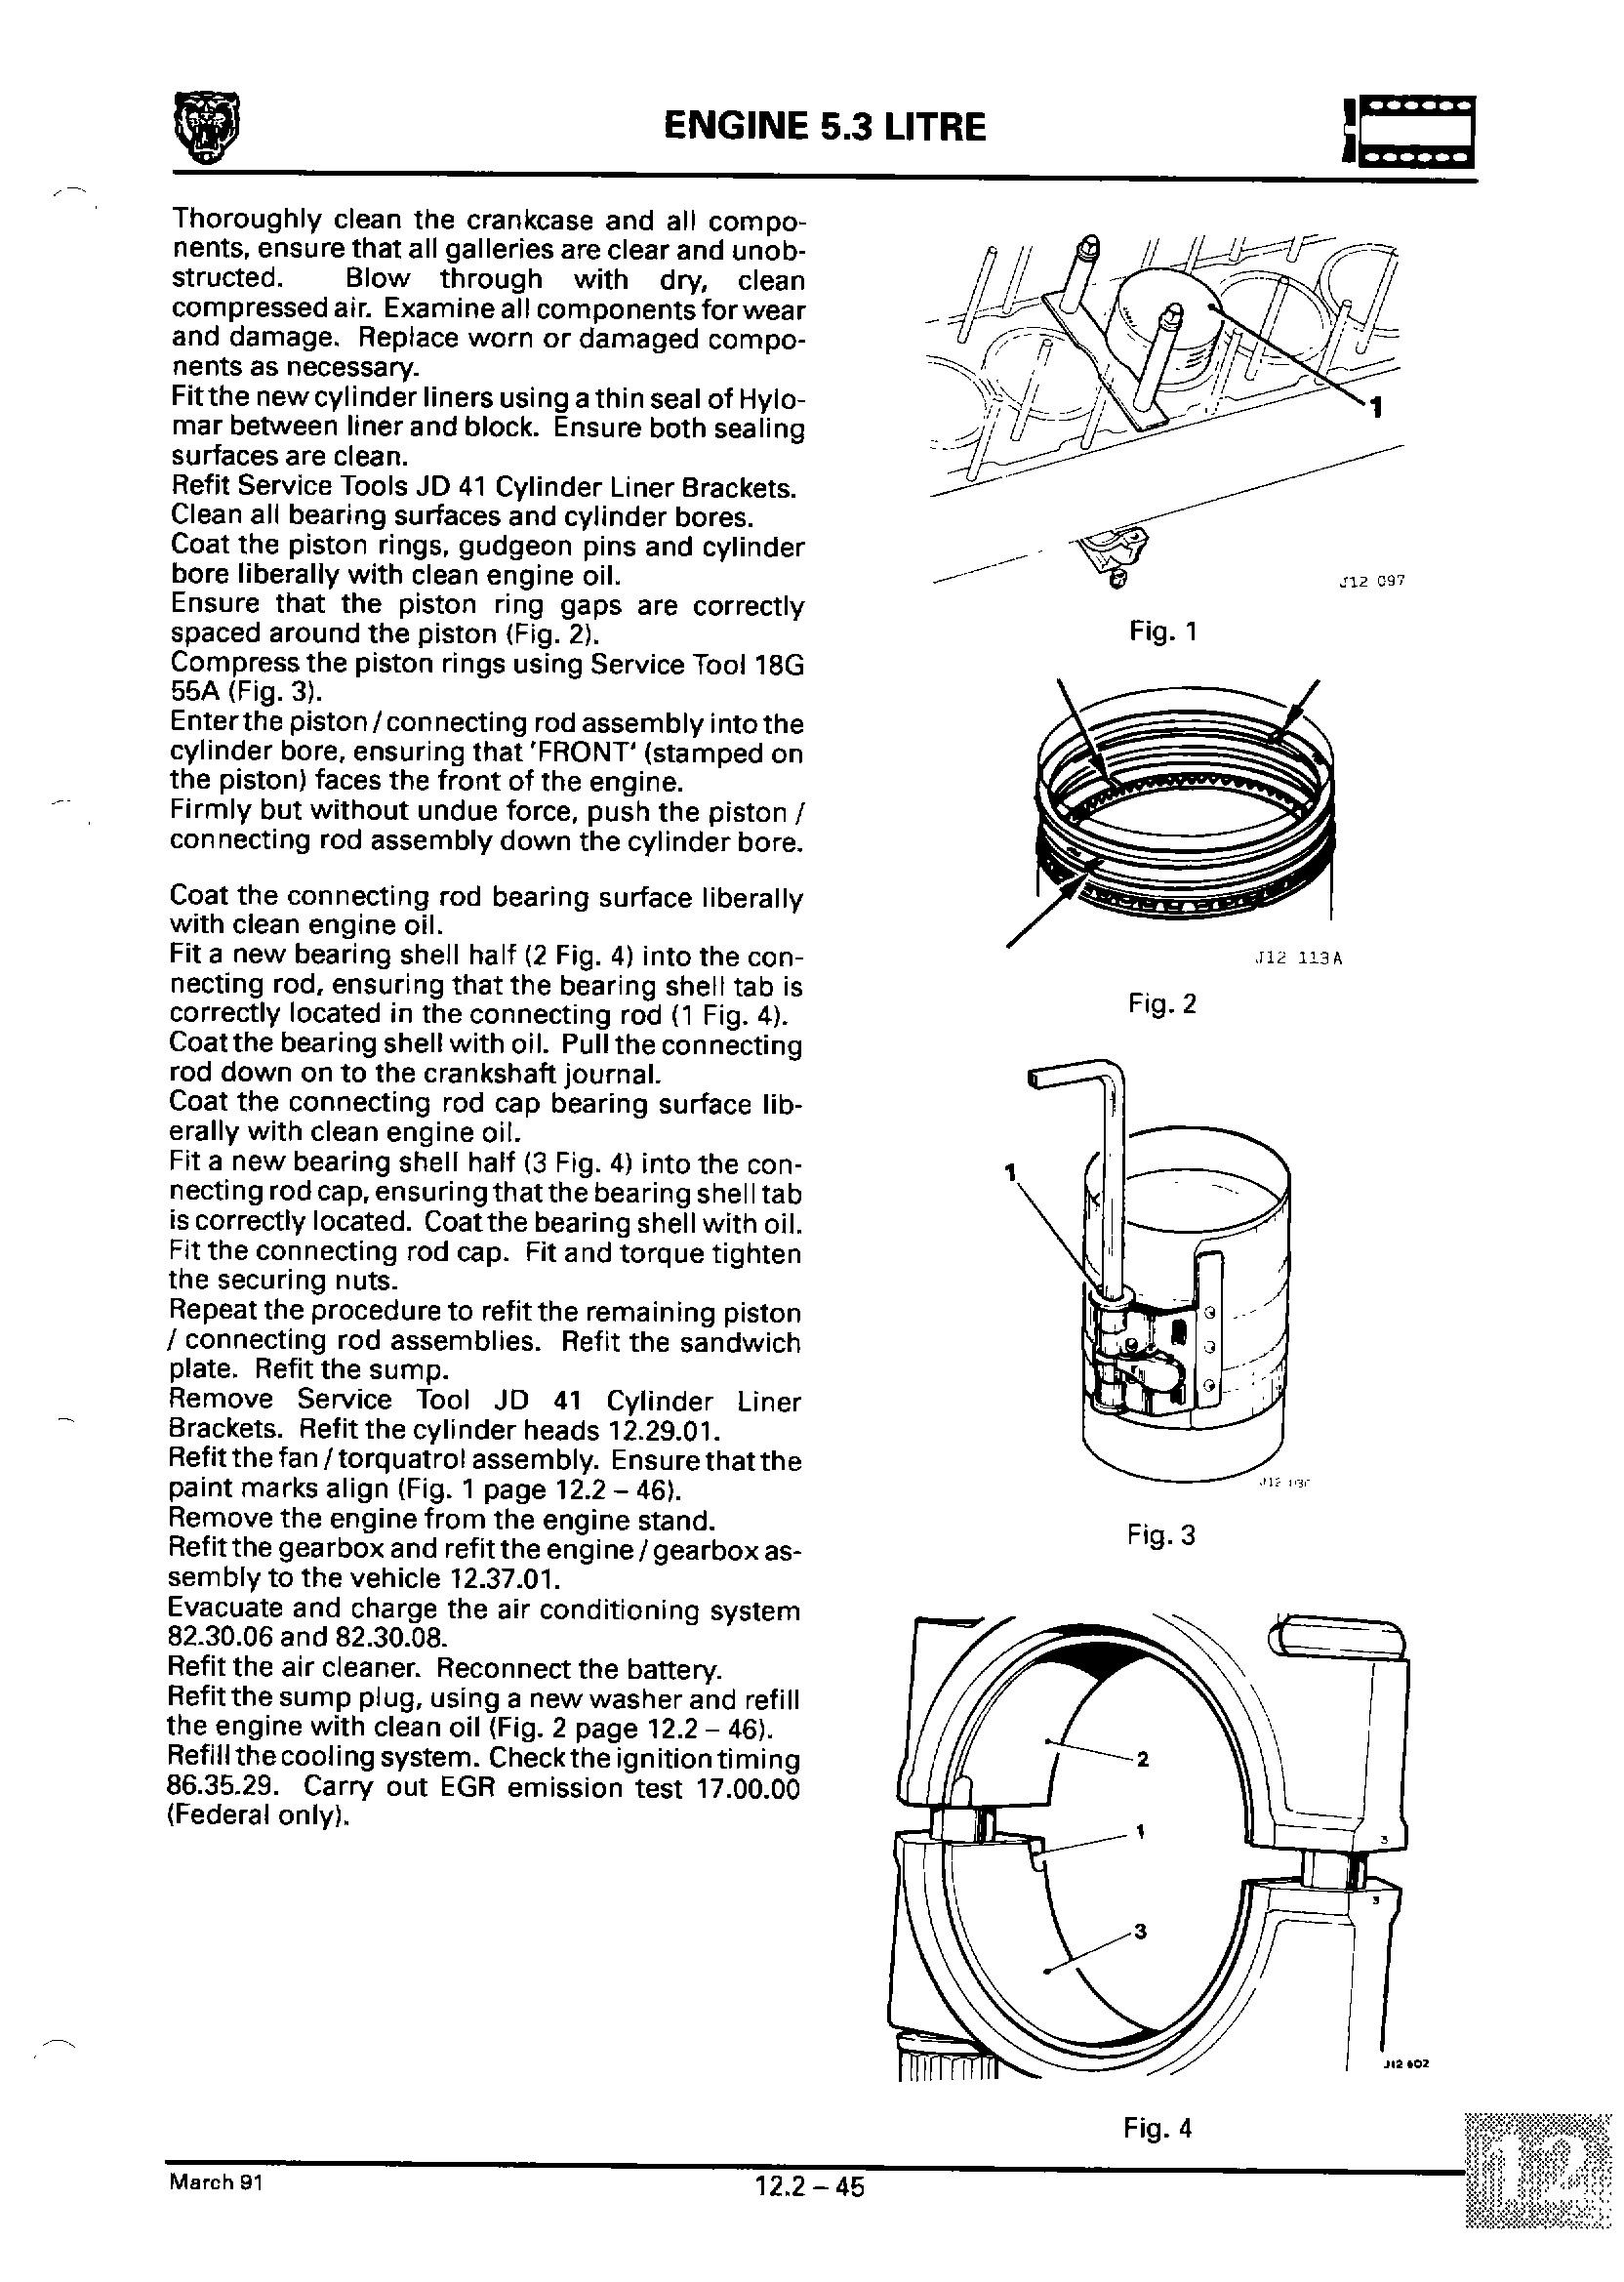 ENGINE 5.3 LITRE
Thoroughly clean the crankcase and all compo-
nents, ensure that all galleries are clear and unob-
structed. Blow through with dry, clean
compressed air. Examine all components for wear
and damage. Replace worn or damaged compo-
nents as necessary.
Fit the new cylinder liners using a thin seal of Hylo-
mar between liner and block. Ensure both sealing
surfaces are clean.
Refit Service Tools JD 41 Cylinder Liner Brackets.
Clean all bearing surfaces and cylinder bores.
Coat the piston rings, gudgeon pins and cylinder
bore liberally with clean engine oil.
Ensure that the piston ring gaps are correctly
spaced around the piston (Fig. 2).
Compress the piston rings using Service Tool 18G
55A (Fig. 3).
Enter the piston / connecting rod assembly into the
cylinder bore, ensuring that 'FRONT' (stamped on
the piston) faces the front of the engine.
Firmly but without undue force, push the piston /
connecting rod assembly down the cylinder bore.
Coat the connecting rod bearing surface liberally
with clean engine oil.
Fit a new bearing shell half (2 Fig. 4) into the con-
necting rod, ensuring that the bearing shell tab is
correctly located in the connecting rod (1 Fig. 4).
Coat the bearing shell with oil. Pull the connecting
rod down on to the crankshaft journal.
Coat the connecting rod cap bearing surface lib-
erally with clean engine oil.
Fit a new bearing shell half (3 Fig. 4) into the con-
necting rod cap, ensuring that the bearing shell tab
is correctly located. Coat the bearing shell with oil.
Fit the connecting rod cap. Fit and torque tighten
the securing nuts.
Repeat the procedure to refit the remaining piston
/ connecting rod assemblies. Refit the sandwich
plate. Refit the sump.
Remove Service Tool JD 41 Cylinder Liner
Brackets. Refit the cylinder heads 12.29.01.
Refit the fan / torquatrol assembly. Ensure that the
paint marks align (Fig. 1 page 12.2 – 46).
Remove the engine from the engine stand.
Refit the gearbox and refit the engine / gearbox as-
sembly to the vehicle 12.37.01.
Evacuate and charge the air conditioning system
82.30.06 and 82.30.08.
Refit the air cleaner. Reconnect the battery.
Refit the sump plug, using a new washer and refill
the engine with clean oil (Fig. 2 page 12.2 – 46).
Refill the cooling system. Check the ignition timing
86.35.29. Carry out EGR emission test 17.00.00
(Federal only).
1
J12 097
Fig. 1
J12 113A
Fig. 2
1
Fig. 3
2
1
3
3
3
J12 602
Fig. 4
March 91
12.2 – 45
12